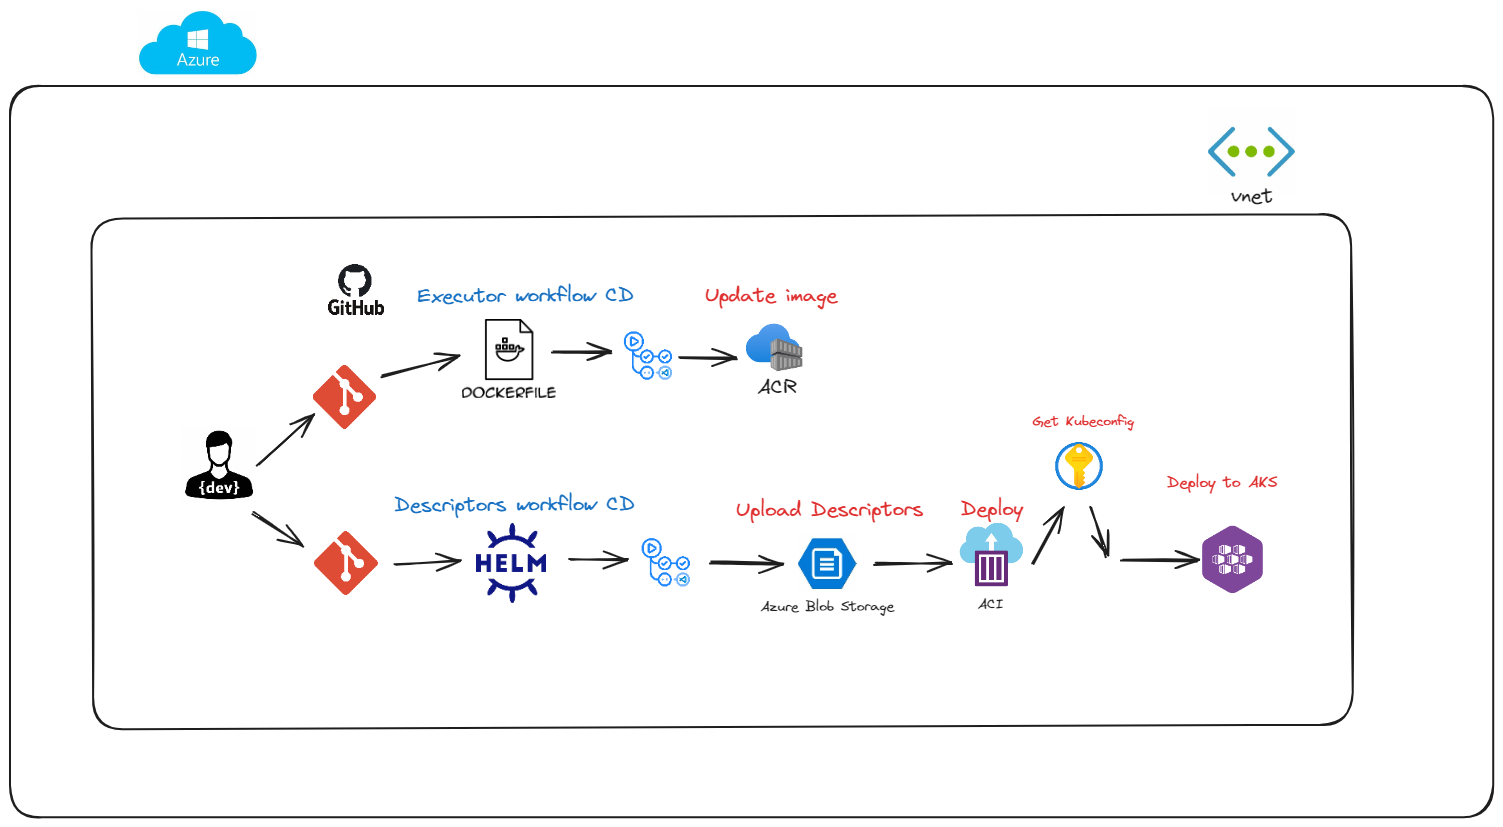 Azure
vnet
GitHub
Executor workflow CD
Update image
DOCKERFILE
ACR
Get Kubeconfig
{dev}
Deploy to AKS
Descriptors workflow CD
Upload Descriptors
Deploy
HELM
Azure Blob Storage
ACI